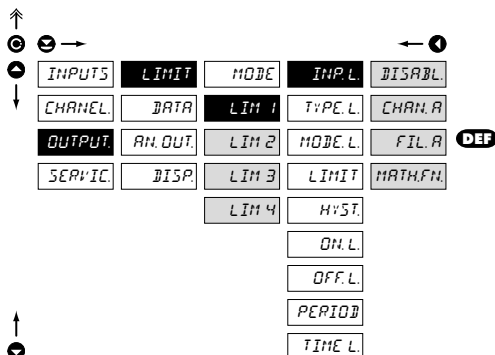 C
INPUTS LIMIT MODE INP. L. DISABL.
CHANEL. DATA LIM 1 TYPE. L. CHAN. A
OUTPUT. AN. OUT. LIM 2 MODE. L. FIL. A DEF
SERVIC. DISP. LIM 3 LIMIT MATH.FN.
LIM 4 HYST.
ON. L.
OFF. L.
PERIOD
TIME L.